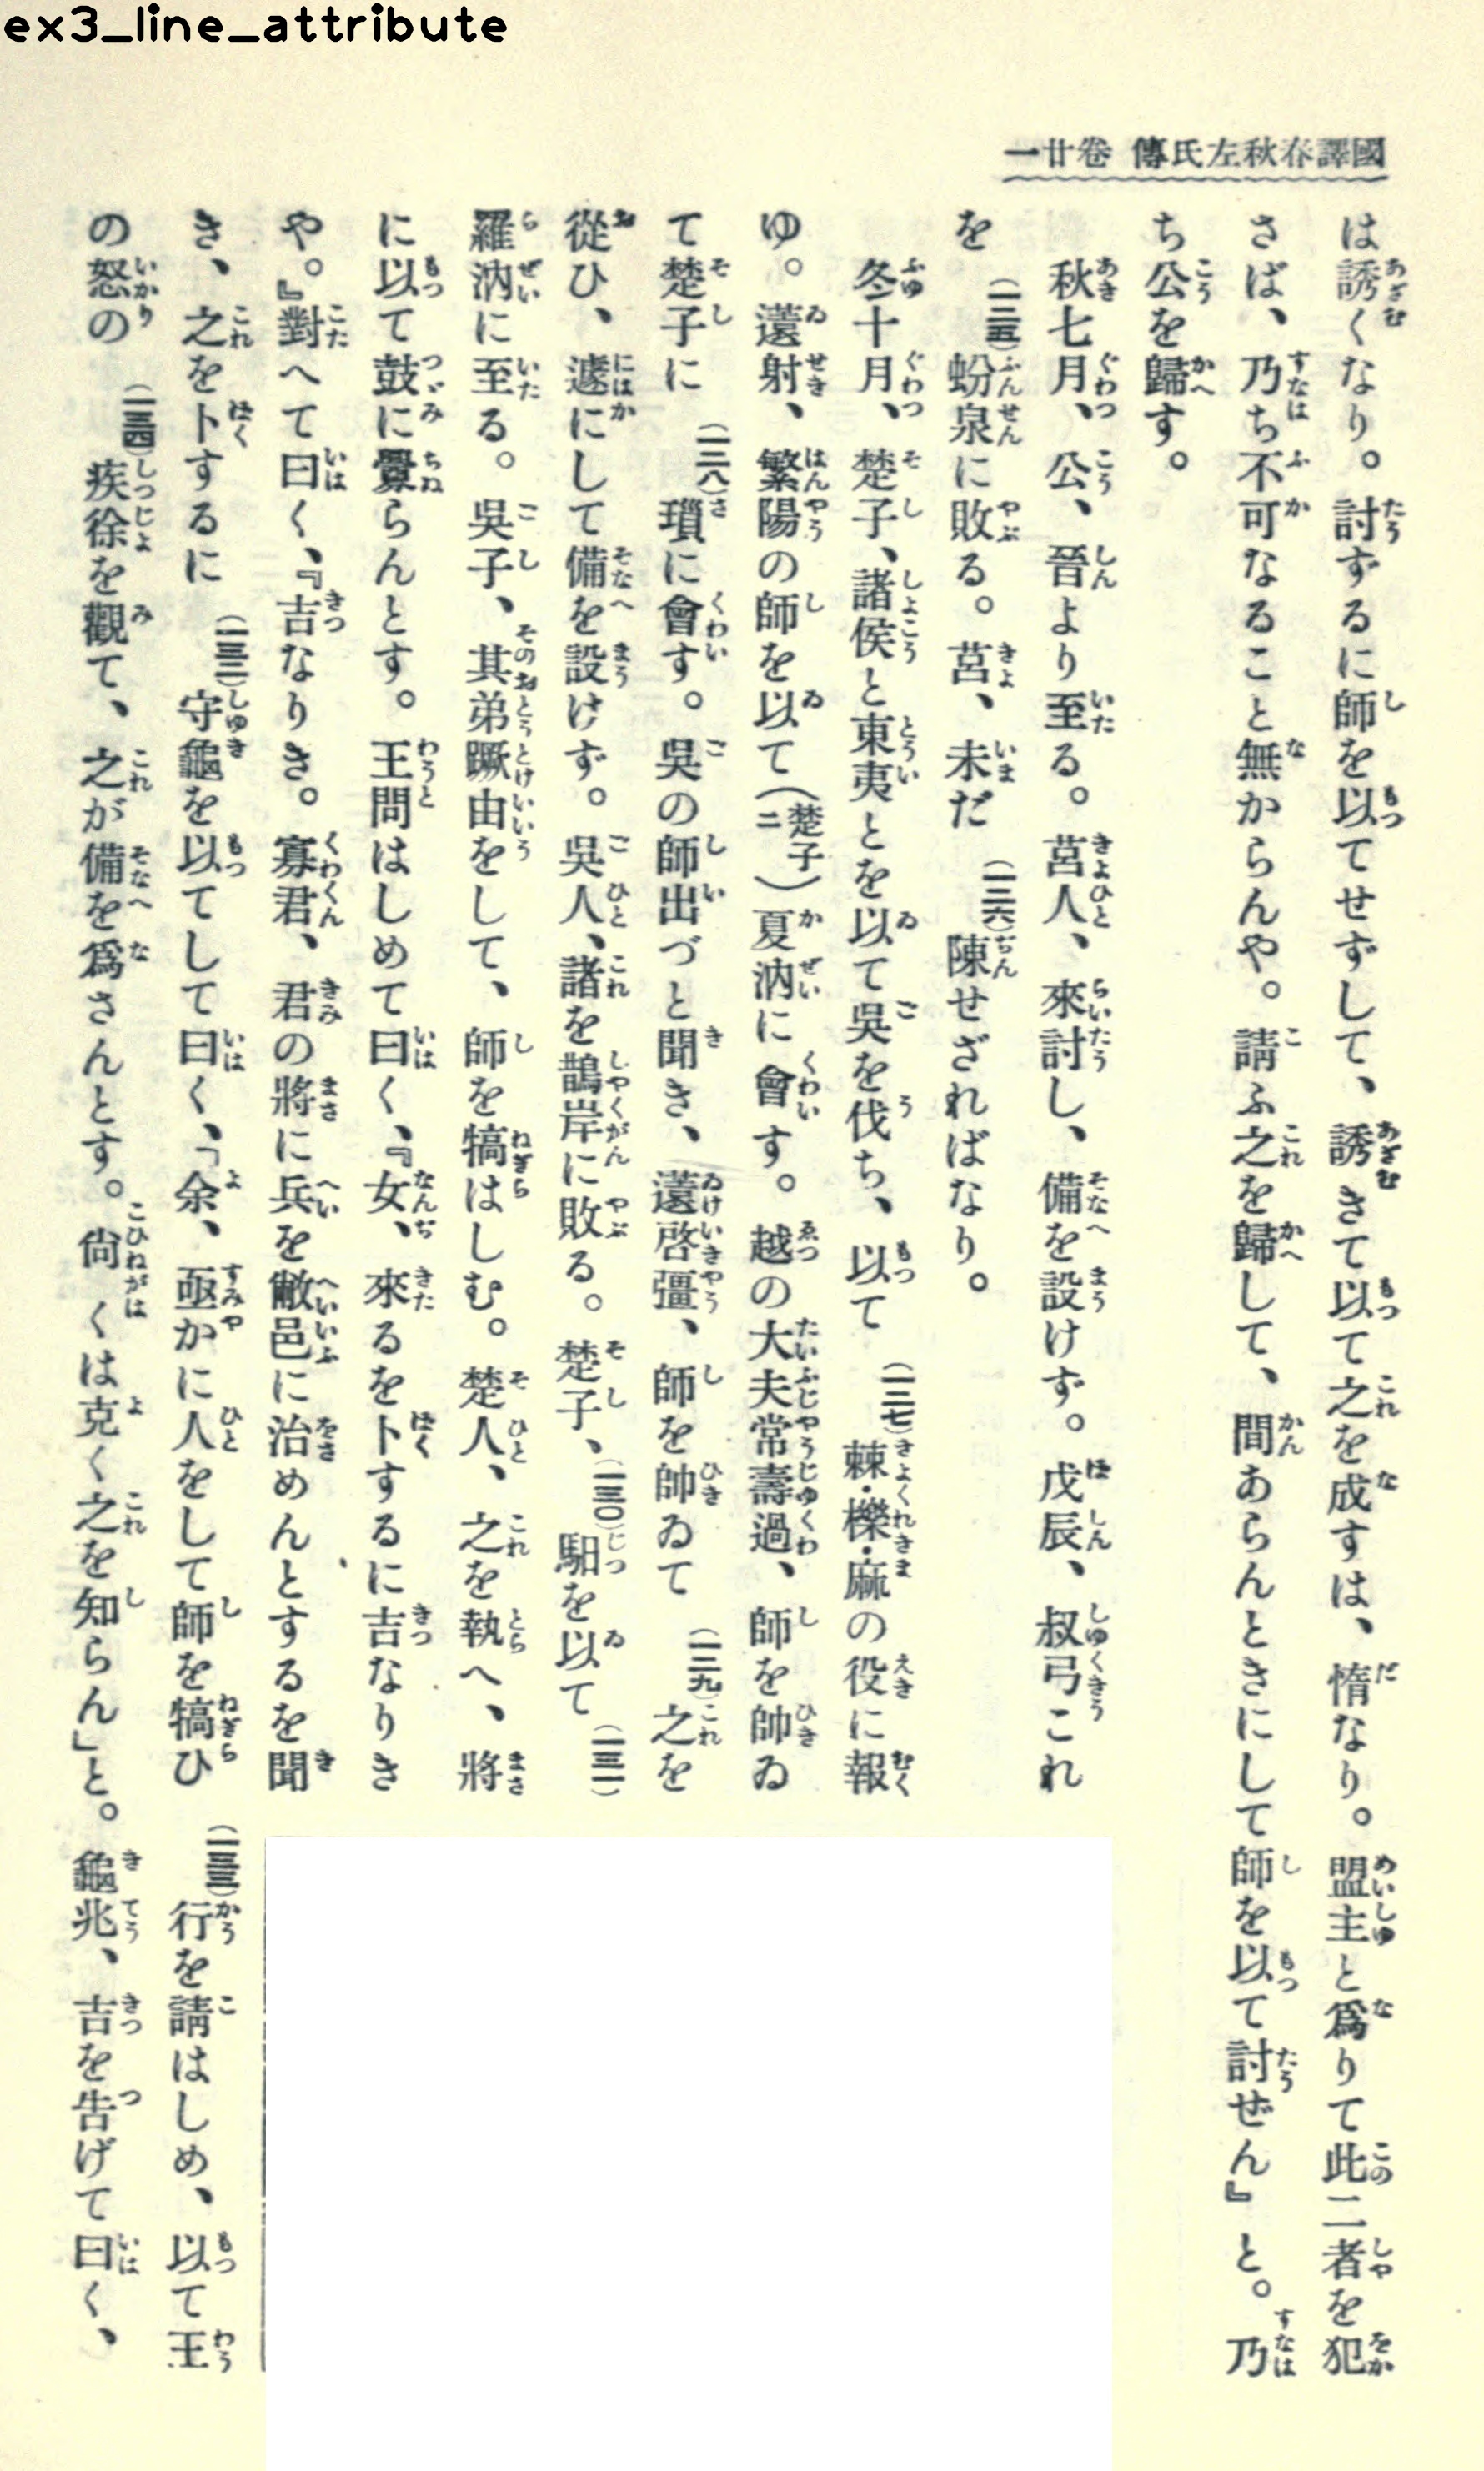 ex3_line_attribute
國譯春秋左氏傳 卷廿一
は誘くなり。討ずるに師を以てせずして、誘きて以て之を成すは、惰なり。盟主と爲りて此二者を犯
さば、乃ち不可なること無からんや。請ふ之を歸して、間あらんときにして師を以て討ぜん』と。乃
ち公を歸す。
秋七月、公、晉より至る。莒人、來討し、備を設けず。戊辰、叔弓これ
を(一二五)蚡泉に敗る。莒、未だ(一二六)陳せざればなり。
冬十月、楚子、諸侯と東夷とを以て吳を伐ち、以て(一二七)棘・櫟・麻の役に報
ゆ。薳射、繁陽の師を以て(楚子ニ)夏汭に會す。越の大夫常壽過、師を帥ゐ
て楚子に(一二八)瑣に會す。吳の師出づと聞き、薳啓彊、師を帥ゐて(一二九)之を
從ひ、遽にして備を設けず。吳人、諸を鵲岸に敗る。楚子、(一三〇)馹を以て(一三一)
羅汭に至る。吳子、其弟蹶由をして、師を犒はしむ。楚人、之を執へ、將
に以て鼓に釁らんとす。王問はしめて曰く、『女、來るを卜するに吉なりき
や。』對へて曰く、『吉なりき。寡君、君の將に兵を敝邑に治めんとするを聞
き、之を卜するに(一三二)守龜を以てして曰く、「余、亟かに人をして師を犒ひ(一三三)行を請はしめ、以て王
の怒の(一三四)疾徐を觀て、之が備を爲さんとす。尙くは克く之を知らん」と。龜兆、吉を告げて曰く、